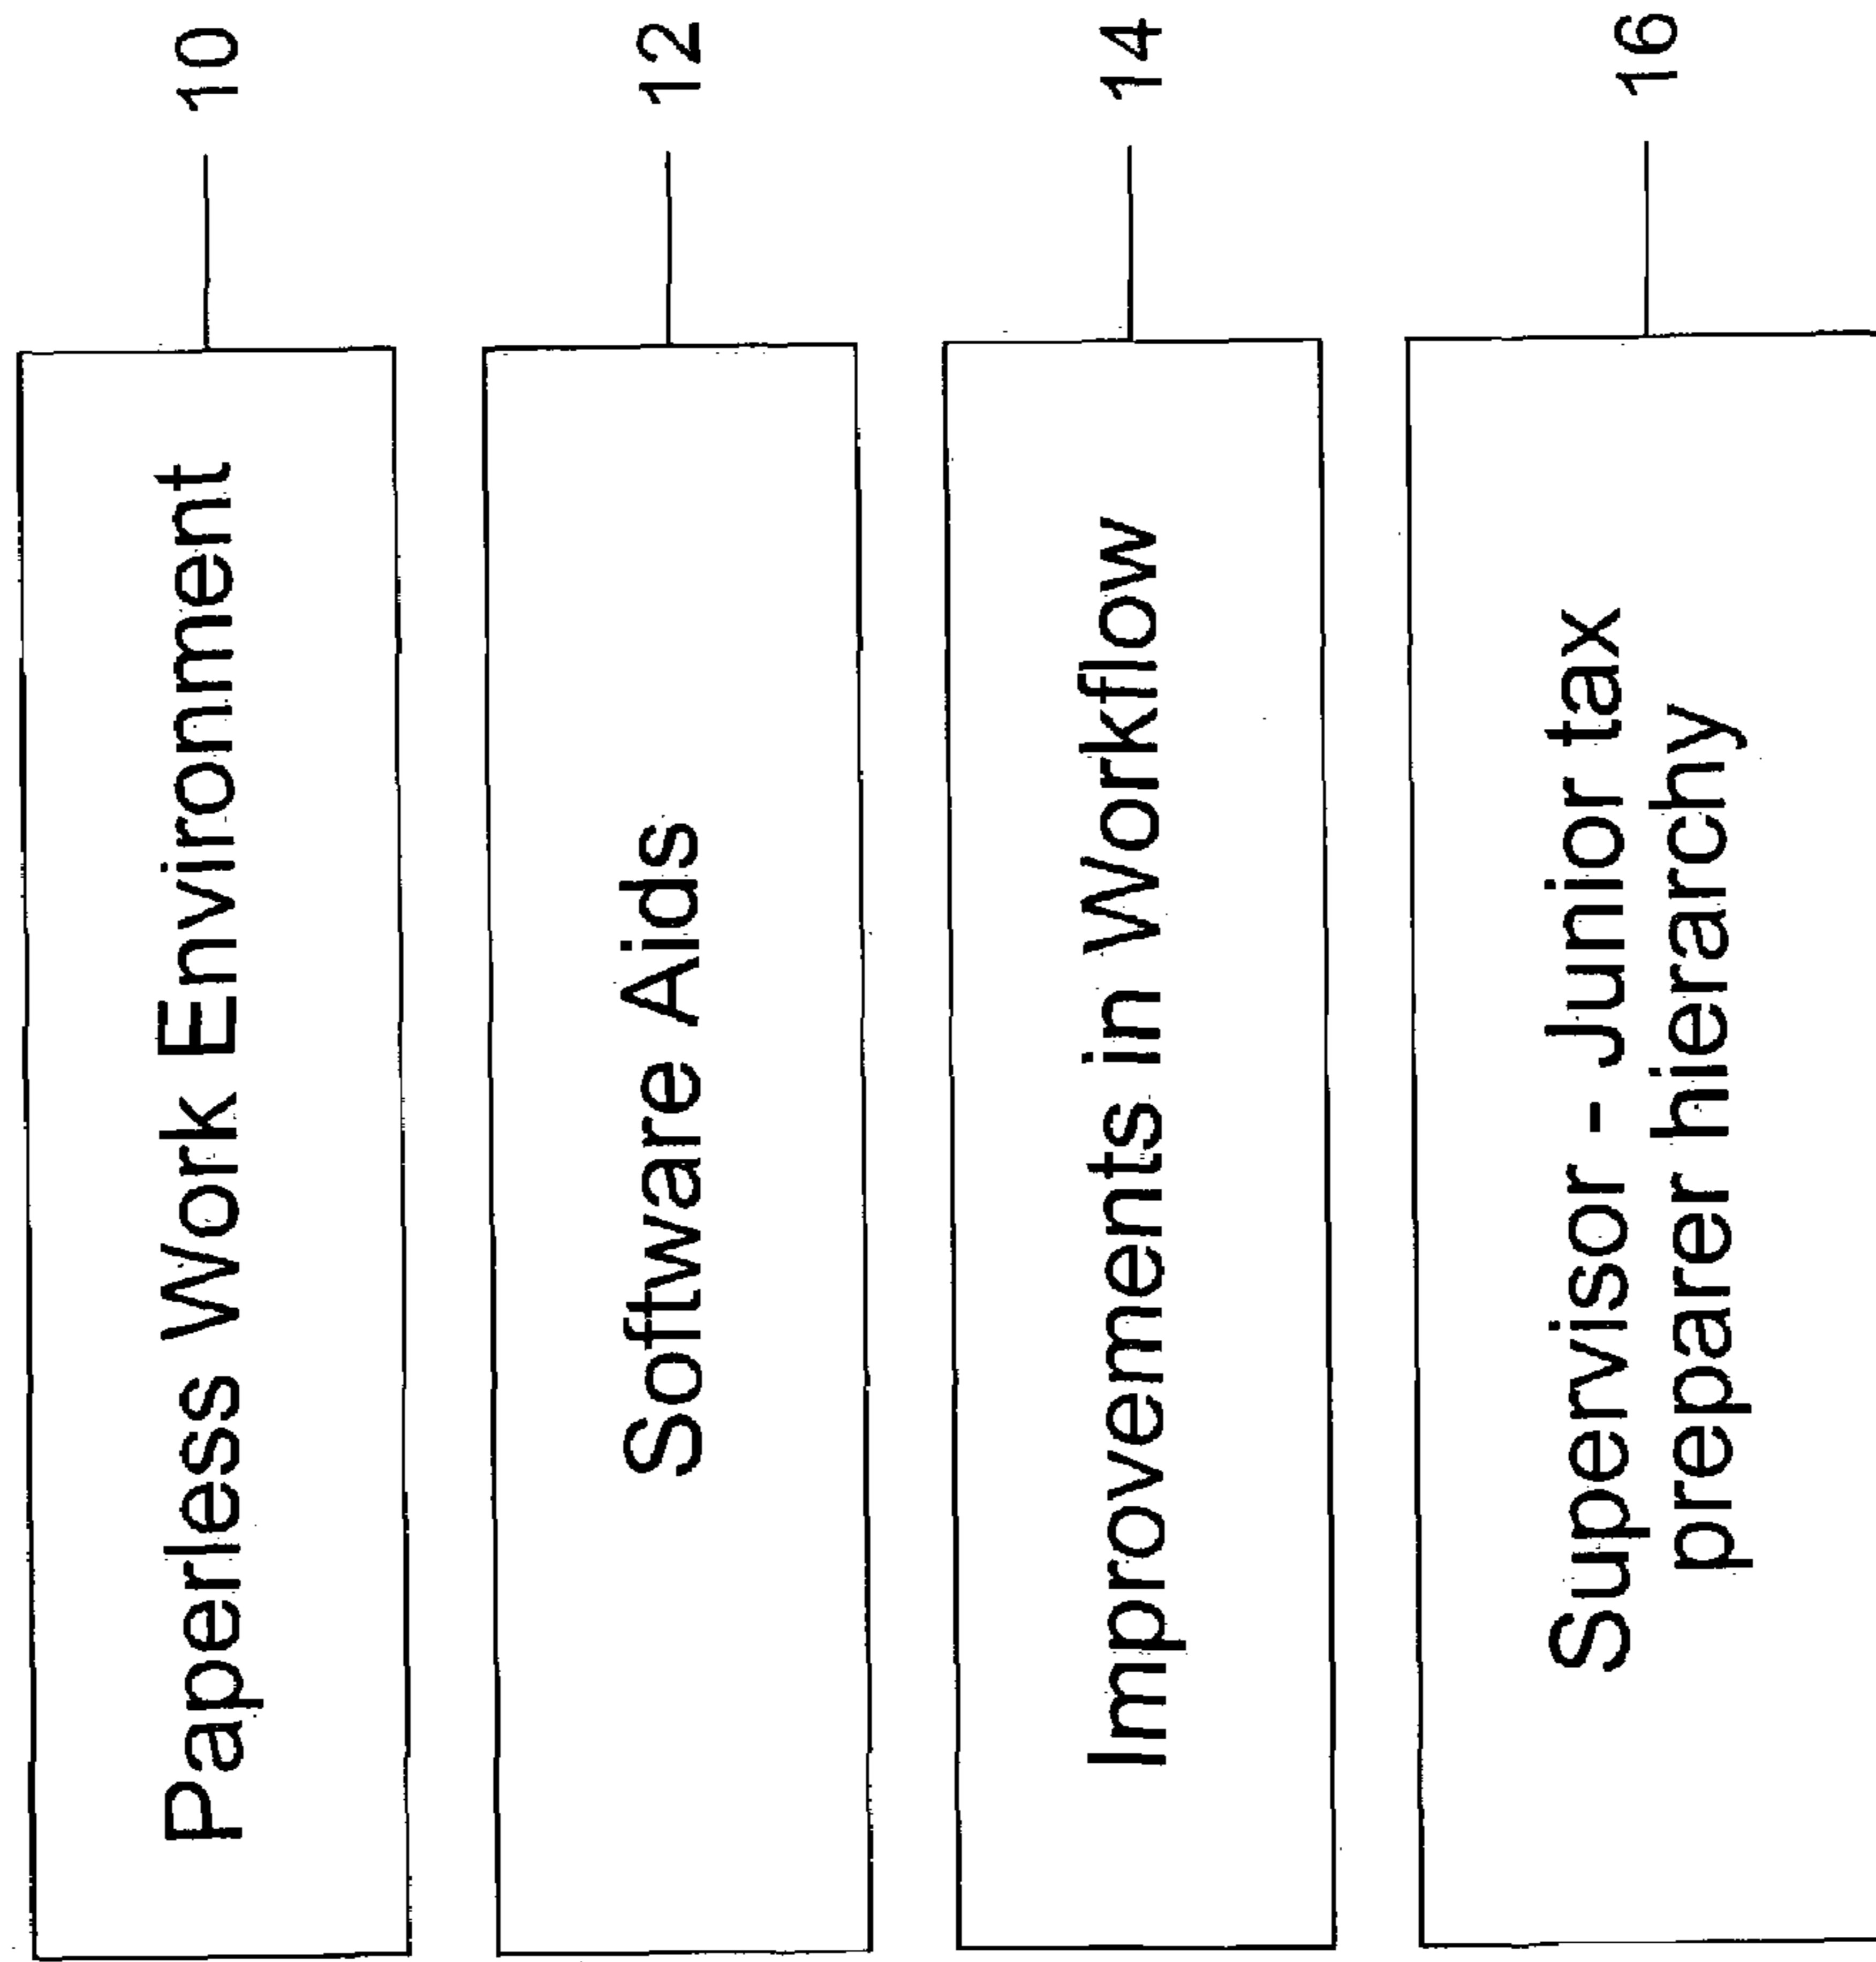 Paperless Work Environment
10
Software Aids
12
Improvements in Workflow
14
Supervisor - Junior tax
preparer hierarchy
16